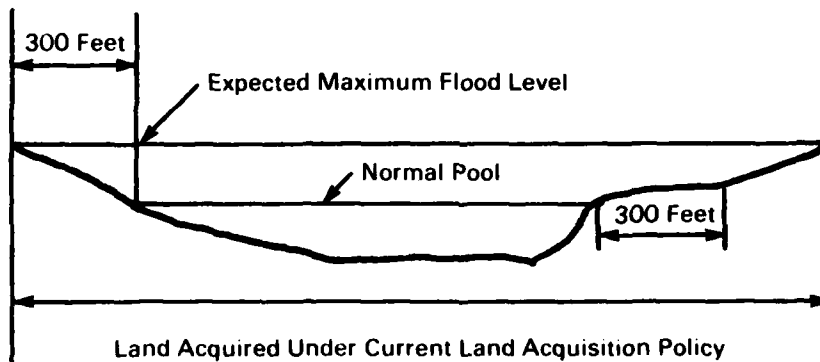 300 Feet
Expected Maximum Flood Level
Normal Pool
300 Feet
Land Acquired Under Current Land Acquisition Policy